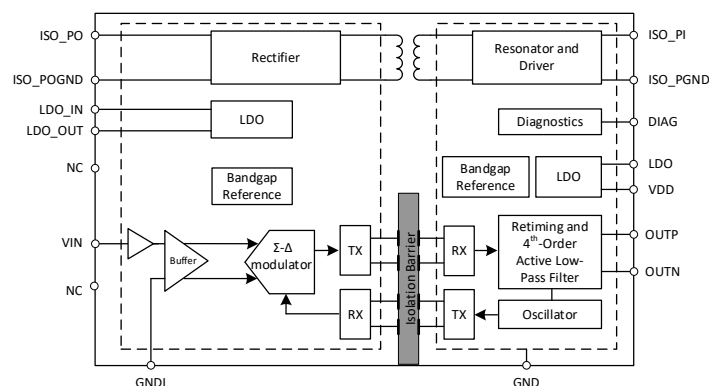 ISO_PO
ISO_POGND
LDO_IN
LDO_OUT
NC
VIN
NC
GNDI
Rectifier
LDO
Bandgap
Reference
Buffer
Σ-Δ
modulator
TX
RX
Isolation Barrier
RX
TX
Resonator and
Driver
Diagnostics
Bandgap
Reference
LDO
Retiming and
4th-Order
Active Low-
Pass Filter
Oscillator
ISO_PI
ISO_PGND
DIAG
LDO
VDD
OUTP
OUTN
GND